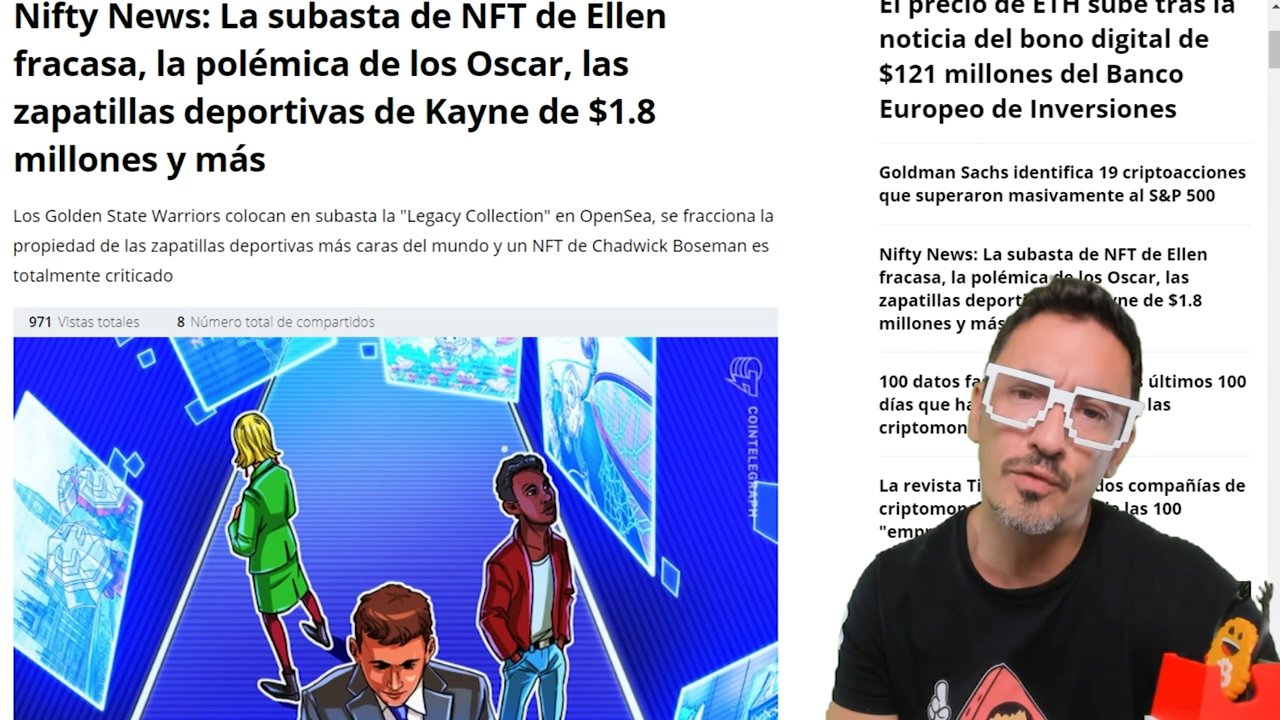 Nifty News: La subasta de NFT de Ellen
fracasa, la polémica de los Oscar, las
zapatillas deportivas de Kayne de $1.8
millones y más
Los Golden State Warriors colocan en subasta la "Legacy Collection" en OpenSea, se fracciona la
propiedad de las zapatillas deportivas más caras del mundo y un NFT de Chadwick Boseman es
totalmente criticado
971 Vistas totales 8 Número total de compartidos
COINTELEGRAPH
El precio de ETH sube tras la
noticia del bono digital de
$121 millones del Banco
Europeo de Inversiones
Goldman Sachs identifica 19 criptoacciones
que superaron masivamente al S&P 500
Nifty News: La subasta de NFT de Ellen
fracasa, la polémica de los Oscar, las
zapatillas de $1.8
millones y más
100 datos últimos 100
días que las
La revista dos compañías de
las 100